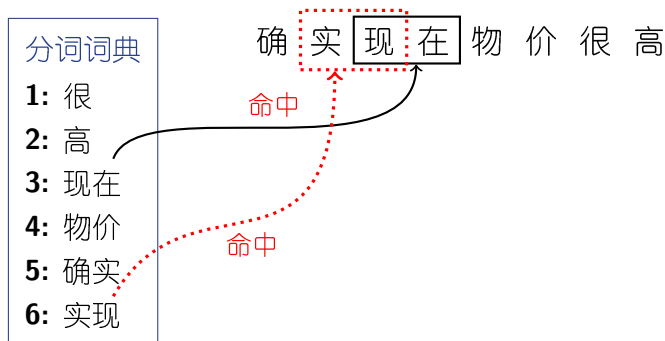 确实现在物价很高
分词词典
1: 很
2: 高
3: 现在
4: 物价
5: 确实
6: 实现
命中
命中